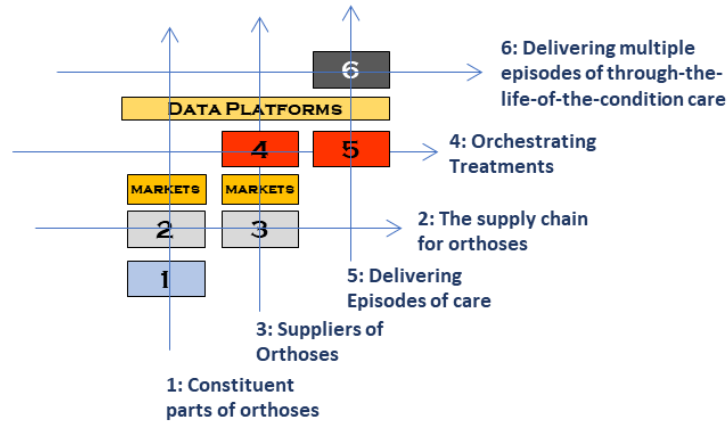 6
6: Delivering multiple
episodes of through-the-
life-of-the-condition care
DATA PLATFORMS
4
5
4: Orchestrating
Treatments
MARKETS
MARKETS
2
3
2: The supply chain
for orthoses
1
5: Delivering
Episodes of care
3: Suppliers of
Orthoses
1: Constituent
parts of orthoses